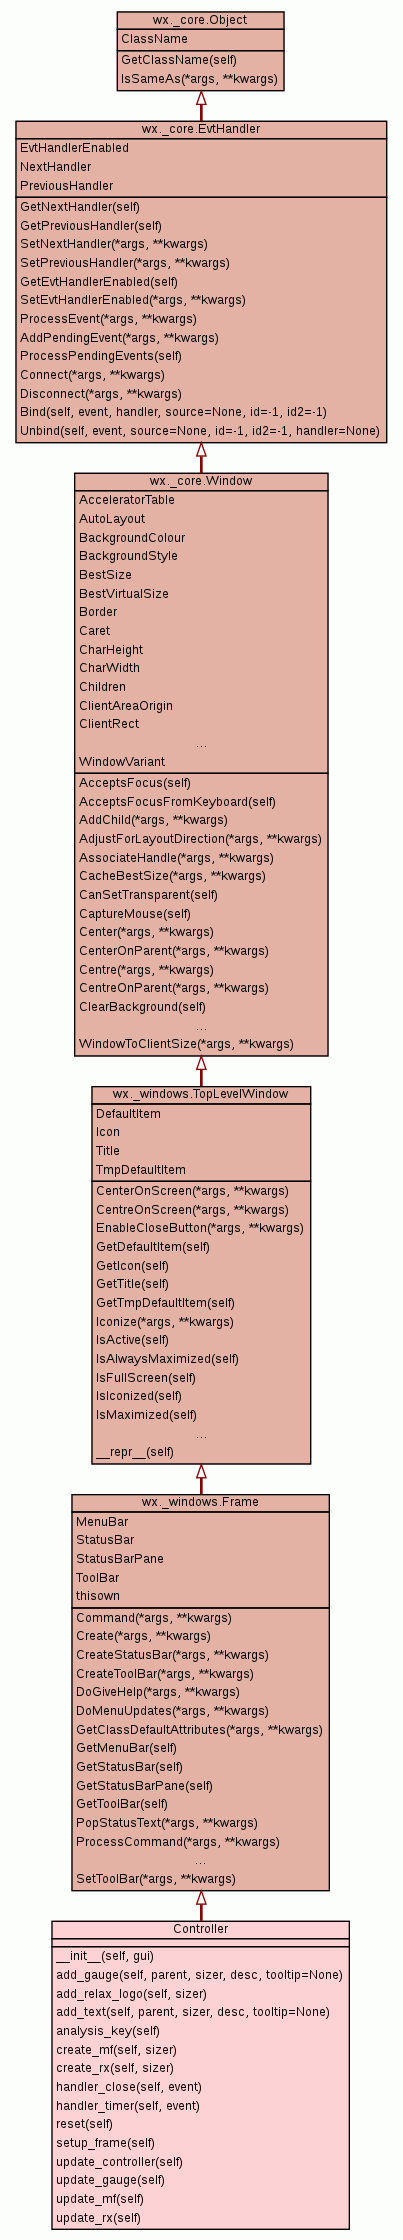 wx._core.Object
ClassName
GetClassName(self)
IsSameAs(*args, **kwargs)
wx._core.EvtHandler
EvtHandlerEnabled
NextHandler
PreviousHandler
GetNextHandler(self)
GetPreviousHandler(self)
SetNextHandler(*args, **kwargs)
SetPreviousHandler(*args, **kwargs)
GetEvtHandlerEnabled(self)
SetEvtHandlerEnabled(*args, **kwargs)
ProcessEvent(*args, **kwargs)
AddPendingEvent(*args, **kwargs)
ProcessPendingEvents(self)
Connect(*args, **kwargs)
Disconnect(*args, **kwargs)
Bind(self, event, handler, source=None, id=-1, id2=-1)
Unbind(self, event, source=None, id=-1, id2=-1, handler=None)
wx._core.Window
AcceleratorTable
AutoLayout
BackgroundColour
BackgroundStyle
BestSize
BestVirtualSize
Border
Caret
CharHeight
CharWidth
Children
ClientAreaOrigin
ClientRect
...
WindowVariant
AcceptsFocus(self)
AcceptsFocusFromKeyboard(self)
AddChild(*args, **kwargs)
AdjustForLayoutDirection(*args, **kwargs)
AssociateHandle(*args, **kwargs)
CacheBestSize(*args, **kwargs)
CanSetTransparent(self)
CaptureMouse(self)
Center(*args, **kwargs)
CenterOnParent(*args, **kwargs)
Centre(*args, **kwargs)
CentreOnParent(*args, **kwargs)
ClearBackground(self)
...
WindowToClientSize(*args, **kwargs)
wx._windows.TopLevelWindow
DefaultItem
Icon
Title
TmpDefaultItem
CenterOnScreen(*args, **kwargs)
CentreOnScreen(*args, **kwargs)
EnableCloseButton(*args, **kwargs)
GetDefaultItem(self)
GetIcon(self)
GetTitle(self)
GetTmpDefaultItem(self)
Iconize(*args, **kwargs)
IsActive(self)
IsAlwaysMaximized(self)
IsFullScreen(self)
IsIconized(self)
IsMaximized(self)
...
__repr__(self)
wx._windows.Frame
MenuBar
StatusBar
StatusBarPane
ToolBar
thisown
Command(*args, **kwargs)
Create(*args, **kwargs)
CreateStatusBar(*args, **kwargs)
CreateToolBar(*args, **kwargs)
DoGiveHelp(*args, **kwargs)
DoMenuUpdates(*args, **kwargs)
GetClassDefaultAttributes(*args, **kwargs)
GetMenuBar(self)
GetStatusBar(self)
GetStatusBarPane(self)
GetToolBar(self)
PopStatusText(*args, **kwargs)
ProcessCommand(*args, **kwargs)
...
SetToolBar(*args, **kwargs)
Controller
__init__(self, gui)
add_gauge(self, parent, sizer, desc, tooltip=None)
add_relax_logo(self, sizer)
add_text(self, parent, sizer, desc, tooltip=None)
analysis_key(self)
create_mf(self, sizer)
create_rx(self, sizer)
handler_close(self, event)
handler_timer(self, event)
reset(self)
setup_frame(self)
update_controller(self)
update_gauge(self)
update_mf(self)
update_rx(self)